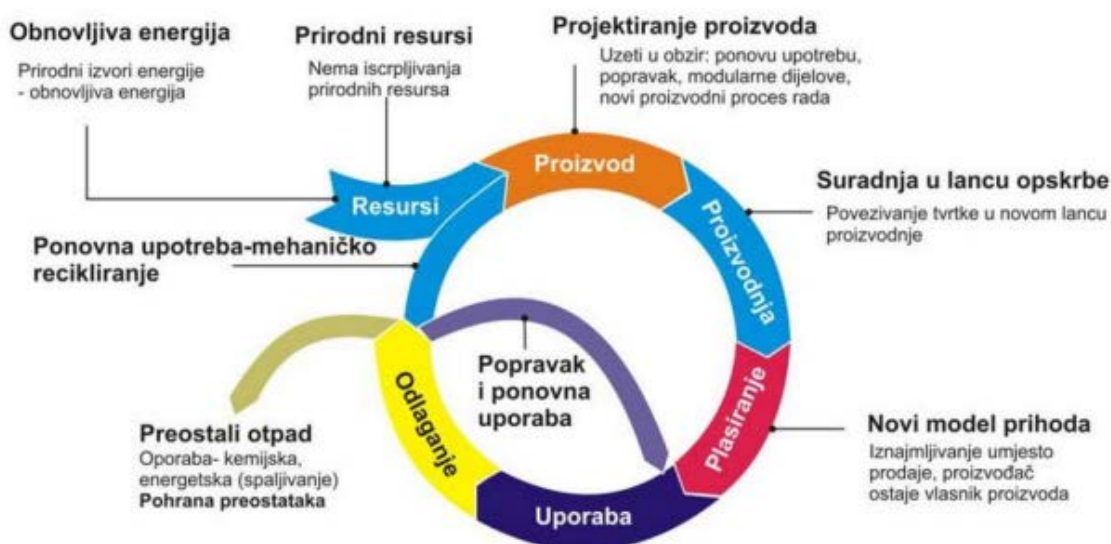 Obnovljiva energija
Prirodni izvori energije
- obnovljiva energija
Prirodni resursi
Nema iscrpljivanja
prirodnih resursa
Projektiranje proizvoda
Uzeti u obzir: ponovu upotrebu,
popravak, modularne dijelove,
novi proizvodni proces rada
Proizvod
Resursi
Suradnja u lancu opskrbe
Povezivanje tvrtke u novom lancu
proizvodnje
Proizvodnja
Ponovna upotreba-mehaničko
recikliranje
Popravak
i ponovna
uporaba
Odlaganje
Plasiranje
Novi model prihoda
Iznajmljivanje umjesto
prodaje, proizvođač
ostaje vlasnik proizvoda
Preostali otpad
Oporaba- kemijska,
energetska (spaljivanje)
Pohrana preostataka
Uporaba